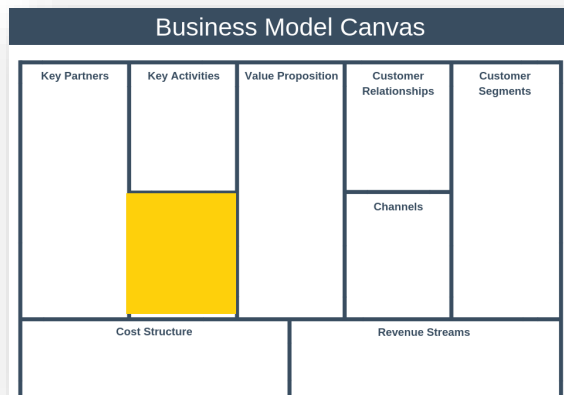 Business Model Canvas
Key Partners
Key Activities
Value Proposition
Customer
Relationships
Customer
Segments
Channels
Cost Structure
Revenue Streams